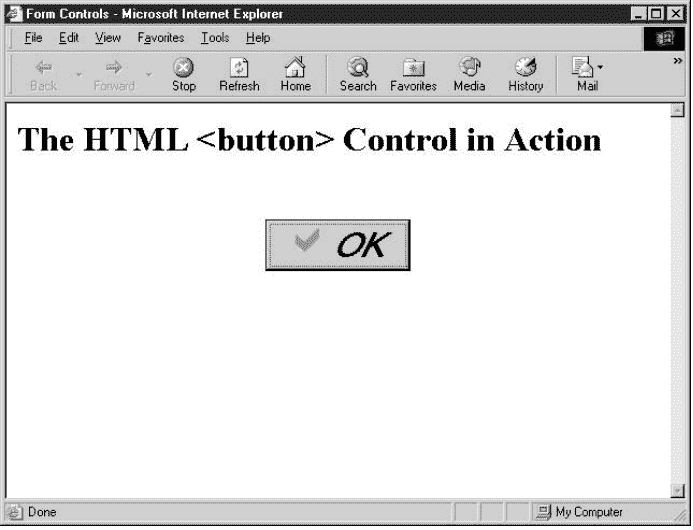 Form Controls - Microsoft Internet Explorer
File Edit View Favorites Tools Help
Back Forward Stop Refresh Home Search Favorites Media History Mail »
The HTML <button> Control in Action
OK
Done My Computer